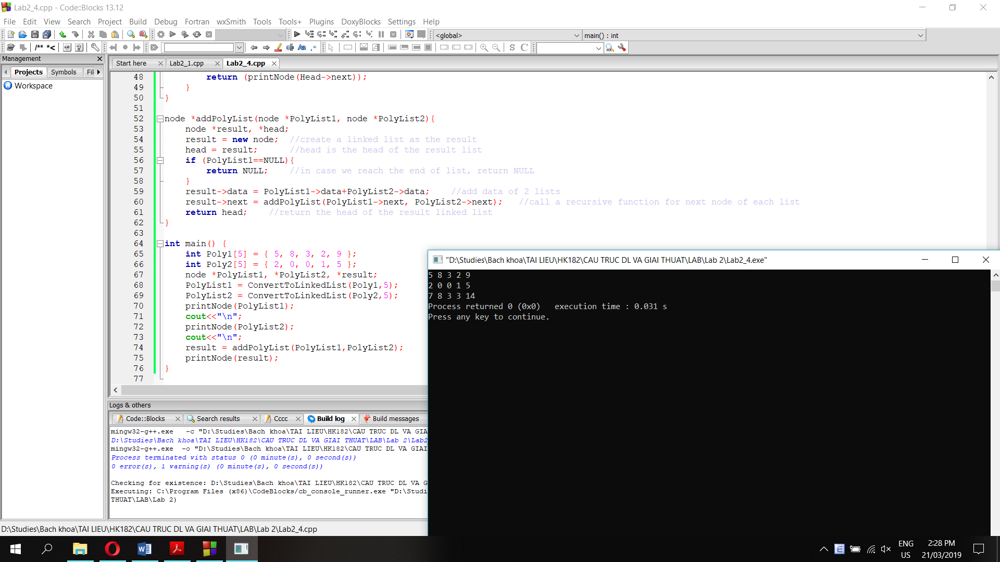 Lab2_4.cpp - Code::Blocks 13.12
File Edit View Search Project Build Debug Fortran wxSmith Tools Tools+ Plugins DoxyBlocks Settings Help
<global> main() : int
/** *<
Management
Projects Symbols Fil
Workspace
Start here Lab2_1.cpp Lab2_4.cpp
48 return (printNode(Head->next));
49 }
50 }
51
52 node *addPolyList(node *PolyList1, node *PolyList2){
53 node *result, *head;
54 result = new node; //create a linked list as the result
55 head = result; //head is the head of the result list
56 if (PolyList1==NULL){
57 return NULL; //in case we reach the end of list, return NULL
58 }
59 result->data = PolyList1->data+PolyList2->data; //add data of 2 lists
60 result->next = addPolyList(PolyList1->next, PolyList2->next); //call a recursive function for next node of each list
61 return head; //return the head of the result linked list
62 }
63
64 int main() {
65 int Poly1[5] = { 5, 8, 3, 2, 9 };
66 int Poly2[5] = { 2, 0, 0, 1, 5 };
67 node *PolyList1, *PolyList2, *result;
68 PolyList1 = ConvertToLinkedList(Poly1,5);
69 PolyList2 = ConvertToLinkedList(Poly2,5);
70 printNode(PolyList1);
71 cout<<"\n";
72 printNode(PolyList2);
73 cout<<"\n";
74 result = addPolyList(PolyList1,PolyList2);
75 printNode(result);
76 }
77
"D:\Studies\Bach khoa\TAI LIEU\HK182\CAU TRUC DL VA GIAI THUAT\LAB\Lab 2\Lab2_4.exe"
5 8 3 2 9
2 0 0 1 5
7 8 3 3 14
Process returned 0 (0x0)   execution time : 0.031 s
Press any key to continue.
Logs & others
Code::Blocks Search results Cccc Build log Build messages
mingw32-g++.exe -c "D:\Studies\Bach khoa\TAI LIEU\HK182\CAU TRUC DL VA GIA
D:\Studies\Bach khoa\TAI LIEU\HK182\CAU TRUC DL VA GIAI THUAT\LAB\Lab 2\Lab2
mingw32-g++.exe -o "D:\Studies\Bach khoa\TAI LIEU\HK182\CAU TRUC DL VA GIAI
Process terminated with status 0 (0 minute(s), 0 second(s))
0 error(s), 1 warning(s) (0 minute(s), 0 second(s))
Checking for existence: D:\Studies\Bach khoa\TAI LIEU\HK182\CAU TRUC DL VA G
Executing: C:\Program Files (x86)\CodeBlocks/cb_console_runner.exe "D:\Studi
THUAT\LAB\Lab 2)
D:\Studies\Bach khoa\TAI LIEU\HK182\CAU TRUC DL VA GIAI THUAT\LAB\Lab 2\Lab2_4.cpp
ENG
US
2:28 PM
21/03/2019